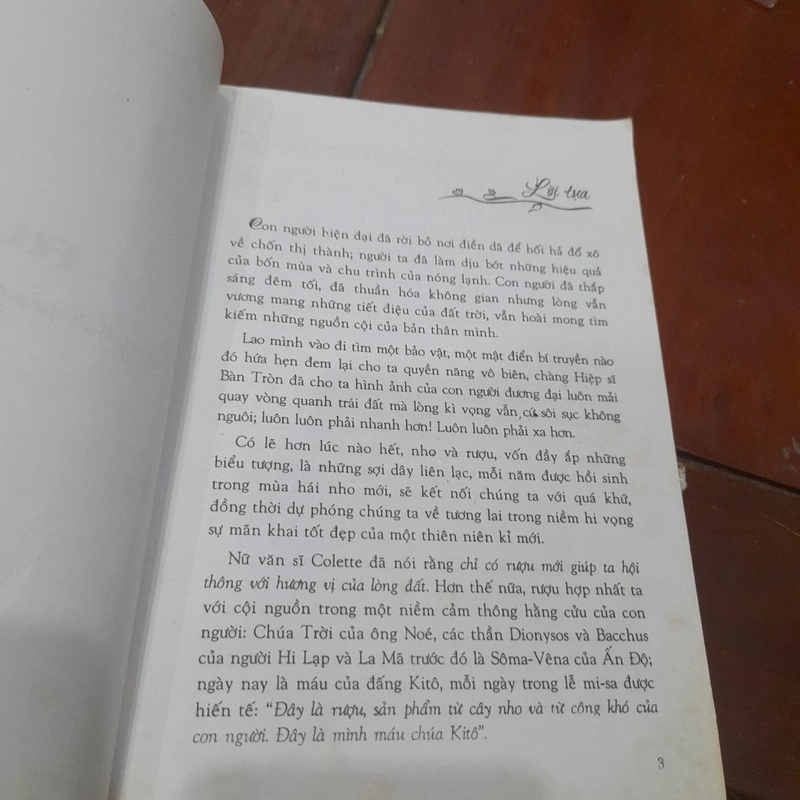 Lời tựa
Con người hiện đại đã rời bỏ nơi điền dã để hối hả đổ xô
về chốn thị thành; người ta đã làm dịu bớt những hiệu quả
của bốn mùa và chu trình của nóng lạnh. Con người đã thắp
sáng đêm tối, đã thuần hóa không gian nhưng lòng vẫn
vương mang những tiết điệu của đất trời, vẫn hoài mong tìm
kiếm những nguồn cội của bản thân mình.
Lao mình vào đi tìm một bảo vật, một mật điển bí truyền nào
đó hứa hẹn đem lại cho ta quyền năng vô biên, chàng Hiệp sĩ
Bàn Tròn đã cho ta hình ảnh của con người đương đại luôn mải
quay vòng quanh trái đất mà lòng kì vọng vẫn cứ sôi sục không
nguôi; luôn luôn phải nhanh hơn! Luôn luôn phải xa hơn.
Có lẽ hơn lúc nào hết, nho và rượu, vốn đầy ắp những
biểu tượng, là những sợi dây liên lạc, mỗi năm được hồi sinh
trong mùa hái nho mới, sẽ kết nối chúng ta với quá khứ,
đồng thời dự phóng chúng ta về tương lai trong niềm hi vọng
sự mãn khai tốt đẹp của một thiên niên kỉ mới.
Nữ văn sĩ Colette đã nói rằng chỉ có rượu mới giúp ta hội
thông với hương vị của lòng đất. Hơn thế nữa, rượu hợp nhất ta
với cội nguồn trong một niềm cảm thông hằng cửu của con
người: Chúa Trời của ông Noé, các thần Dionysos và Bacchus
của người Hi Lạp và La Mã trước đó là Sôma-Vêna của Ấn Độ;
ngày nay là máu của đấng Kitô, mỗi ngày trong lễ mi-sa được
hiến tế: "Đây là rượu, sản phẩm từ cây nho và từ công khó của
con người. Đây là mình máu chúa Kitô".
3